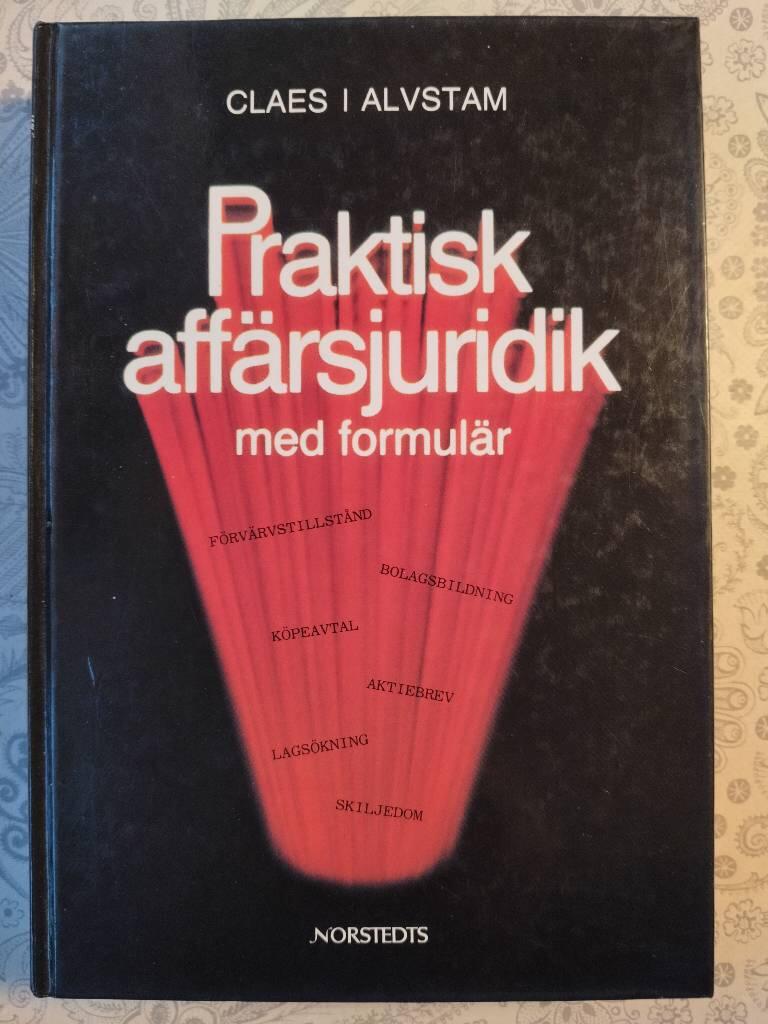 CLAES I ALVSTAM
Praktisk
affärsjuridik
med formulär
FÖRVÄRVSTILLSTÅND
BOLAGSBILDNING
KÖPEAVTAL
AKTIEBREV
LAGSÖKNING
SKILJEDOM
NORSTEDTS